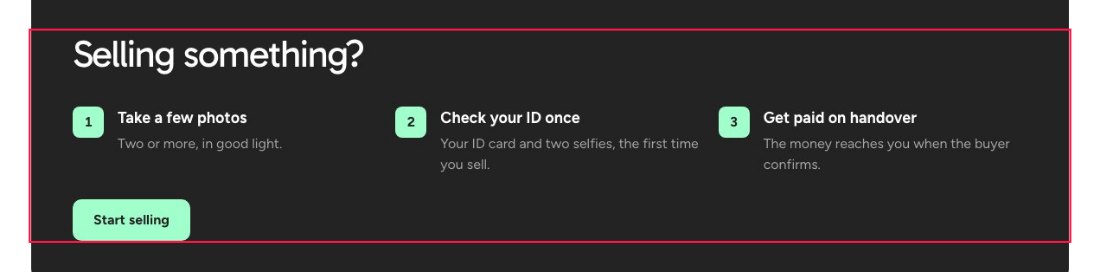 Selling something?
1
Take a few photos
Two or more, in good light.
2
Check your ID once
Your ID card and two selfies, the first time
you sell.
3
Get paid on handover
The money reaches you when the buyer
confirms.
Start selling